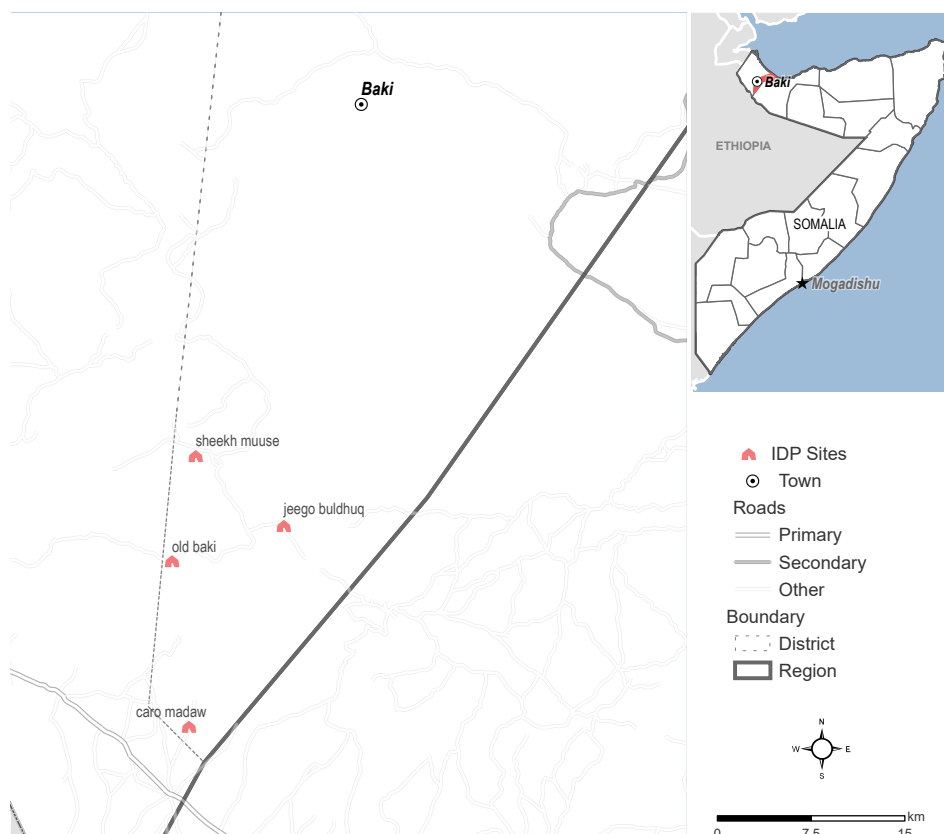 Baki
sheekh muuse
jeego buldhuq
old baki
caro madaw
Baki
ETHIOPIA
SOMALIA
Mogadishu
IDP Sites
Town
Roads
Primary
Secondary
Other
Boundary
District
Region
N
W E
S
km
0 7.5 15